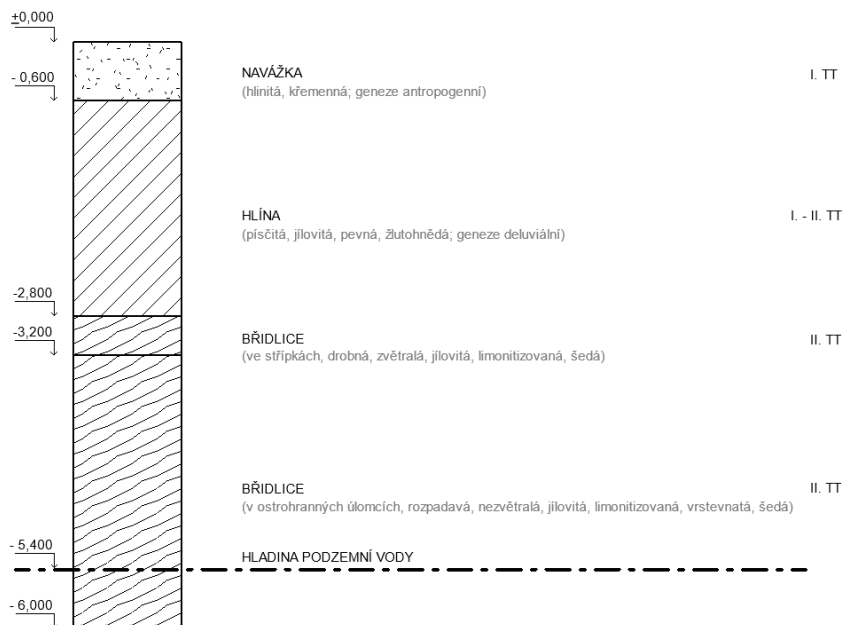 ±0,000
NAVÁŽKA
I. TT
- 0,600
(hlinitá, křemenná; geneze antropogenní)
HLÍNA
I. - II. TT
(písčitá, jílovitá, pevná, žlutohnědá; geneze deluviální)
-2,800
-3,200
BŘIDLICE
II. TT
(ve střípkách, drobná, zvětralá, jílovitá, limonitizovaná, šedá)
BŘIDLICE
II. TT
(v ostrohranných úlomcích, rozpadavá, nezvětralá, jílovitá, limonitizovaná, vrstevnatá, šedá)
- 5,400
HLADINA PODZEMNÍ VODY
- 6,000